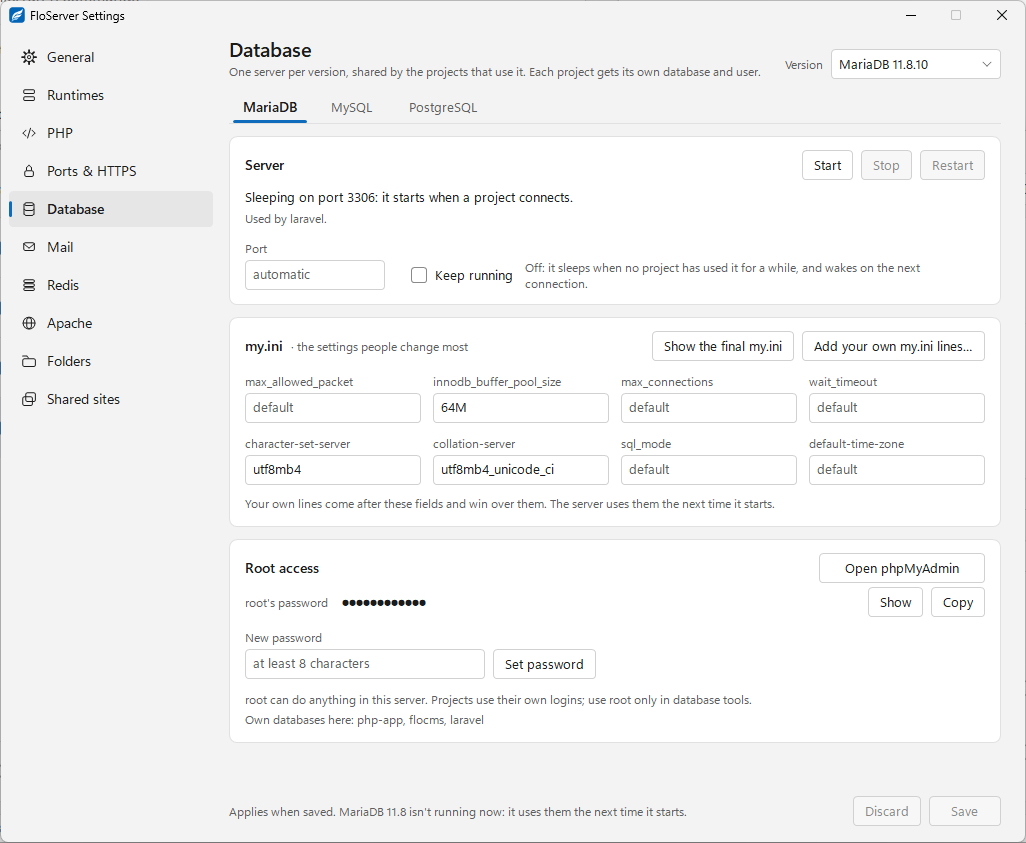 FloServer Settings
General
Runtimes
PHP
Ports & HTTPS
Database
Mail
Redis
Apache
Folders
Shared sites
Database
One server per version, shared by the projects that use it. Each project gets its own database and user.
Version
MariaDB 11.8.10
MariaDB
MySQL
PostgreSQL
Server
Start
Stop
Restart
Sleeping on port 3306: it starts when a project connects.
Used by laravel.
Port
automatic
Keep running
Off: it sleeps when no project has used it for a while, and wakes on the next
connection.
my.ini · the settings people change most
Show the final my.ini
Add your own my.ini lines...
max_allowed_packet
innodb_buffer_pool_size
max_connections
wait_timeout
default
64M
default
default
character-set-server
collation-server
sql_mode
default-time-zone
utf8mb4
utf8mb4_unicode_ci
default
default
Your own lines come after these fields and win over them. The server uses them the next time it starts.
Root access
Open phpMyAdmin
root's password ●●●●●●●●●●●●
Show
Copy
New password
at least 8 characters
Set password
root can do anything in this server. Projects use their own logins; use root only in database tools.
Own databases here: php-app, flocms, laravel
Applies when saved. MariaDB 11.8 isn't running now: it uses them the next time it starts.
Discard
Save